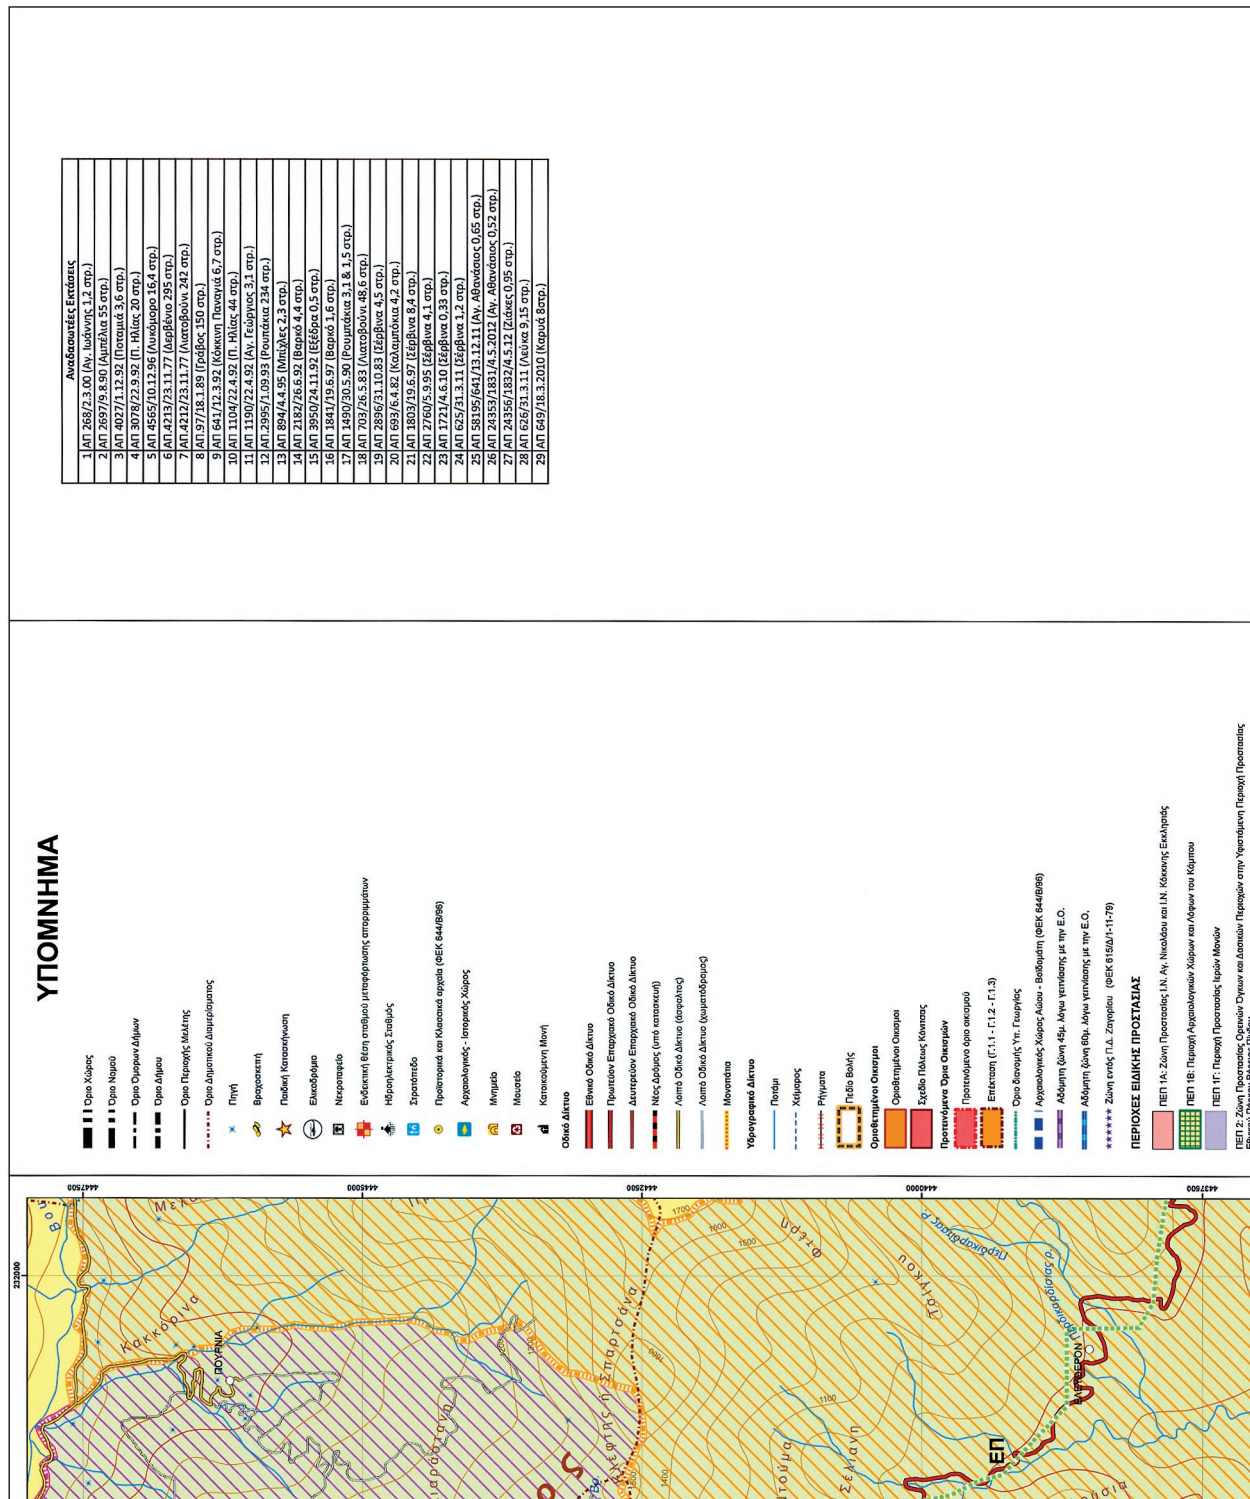 Αναδασωτέες Εκτάσεις
1 ΑΠ 268/2.3.00 (Αγ. Ιωάννης 1,2 στρ.)
2 ΑΠ 2697/9.8.90 (Αμπέλια 55 στρ.)
3 ΑΠ 4027/1.12.92 (Ποταμιά 3,6 στρ.)
4 ΑΠ 3078/22.9.92 (Π. Ηλίας 20 στρ.)
5 ΑΠ 4565/10.12.96 (Λυκόμορο 16,4 στρ.)
6 ΑΠ.4213/23.11.77 (Δερβένιο 295 στρ.)
7 ΑΠ.4212/23.11.77 (Λιατοβούνι 242 στρ.)
8 ΑΠ.97/18.1.89 (Γράβος 150 στρ.)
9 ΑΠ 641/12.3.92 (Κόκκινη Παναγιά 6,7 στρ.)
10 ΑΠ 1104/22.4.92 (Π. Ηλίας 44 στρ.)
11 ΑΠ 1190/22.4.92 (Αγ. Γεώργιος 3,1 στρ.)
12 ΑΠ.2995/1.09.93 (Ρουπάκια 234 στρ.)
13 ΑΠ 894/4.4.95 (Μπίχλες 2,3 στρ.)
14 ΑΠ 2182/26.6.92 (Βαρκό 4,4 στρ.)
15 ΑΠ 3950/24.11.92 (Εξέδρα 0,5 στρ.)
16 ΑΠ 1841/19.6.97 (Βαρκό 1,6 στρ.)
17 ΑΠ 1490/30.5.90 (Ρουμπάκια 3,1 & 1,5 στρ.)
18 ΑΠ 703/26.5.83 (Λιατοβούνι 48,6 στρ.)
19 ΑΠ 2896/31.10.83 (Σέρβινα 4,5 στρ.)
20 ΑΠ 693/6.4.82 (Καλαμπόκια 4,2 στρ.)
21 ΑΠ 1803/19.6.97 (Σέρβινα 8,4 στρ.)
22 ΑΠ 2760/5.9.95 (Σέρβινα 4,1 στρ.)
23 ΑΠ 1721/4.6.10 (Σέρβινα 0,33 στρ.)
24 ΑΠ 625/31.3.11 (Σέρβινα 1,2 στρ.)
25 ΑΠ 58195/641/13.12.11 (Αγ. Αθανάσιος 0,65 στρ.)
26 ΑΠ 24353/1831/4.5.2012 (Αγ. Αθανάσιος 0,52 στρ.)
27 ΑΠ 24356/1832/4.5.12 (Ζιάκες 0,95 στρ.)
28 ΑΠ 626/31.3.11 (Λεύκα 9,15 στρ.)
29 ΑΠ 649/18.3.2010 (Καρυά 8στρ.)
ΥΠΟΜΝΗΜΑ
Όριο Χώρας
Όριο Νομού
Όριο Όμορων Δήμων
Όριο Δήμου
Όριο Περιοχής Μελέτης
Όριο Δημοτικού Διαμερίσματος
Πηγή
Βραχοσκεπή
Παιδική Κατασκήνωση
Ελικοδρόμιο
Νεκροταφείο
Ενδεικτική θέση σταθμού μεταφόρτωσης απορριμμάτων
Υδροηλεκτρικός Σταθμός
Στρατόπεδο
Προϊστορικά και Κλασσικά αρχαία (ΦΕΚ 644/Β/96)
Αρχαιολογικός - Ιστορικός Χώρος
Μνημείο
Μουσείο
Κατοικούμενη Μονή
Οδικό Δίκτυο
Εθνικό Οδικό Δίκτυο
Πρωτεύον Επαρχιακό Οδικό Δίκτυο
Δευτερεύον Επαρχιακό Οδικό Δίκτυο
Νέος Δρόμος (υπό κατασκευή)
Λοιπό Οδικό Δίκτυο (άσφαλτος)
Λοιπό Οδικό Δίκτυο (χωματόδρομος)
Μονοπάτια
Υδρογραφικό Δίκτυο
Ποτάμι
Χείμαρος
Ρήγματα
Πεδίο Βολής
Οριοθετημένοι Οικισμοι
Οριοθετημένοι Οικισμοι
Σχέδιο Πόλεως Κόνιτσας
Προτεινόμενα Όρια Οικισμών
Προτεινόμενο όριο οικισμού
Επέκταση (Γ.1.1 - Γ.1.2 - Γ.1.3)
Όριο διανομής Υπ. Γεωργίας
Αρχαιολογικός Χώρος Αώου - Βοϊδομάτη (ΦΕΚ 644/Β/96)
Αδόμητη ζώνη 45μ. λόγω γειτνίασης με την Ε.Ο.
Αδόμητη ζώνη 60μ. λόγω γειτνίασης με την Ε.Ο.
Ζώνη εντός Π.Δ. Ζαγορίου (ΦΕΚ 615/Δ/1-11-79)
ΠΕΡΙΟΧΕΣ ΕΙΔΙΚΗΣ ΠΡΟΣΤΑΣΙΑΣ
ΠΕΠ 1Α: Ζώνη Προστασίας Ι.Ν. Αγ. Νικολάου και Ι.Ν. Κόκκινης Εκκλησιάς
ΠΕΠ 1Β: Περιοχή Αρχαιολογικών Χώρων και Λόφων του Κάμπου
ΠΕΠ 1Γ: Περιοχή Προστασίας Ιερών Μονών
ΠΕΠ 2: Ζώνη Προστασίας Ορεινών Όγκων και Δασικών Περιοχών στην Υφιστάμενη Περιοχή Προστασίας
232000
4447500
4445000
4442500
4440000
4437500
Κακκόρινα
ΠΟΥΡΝΙΑ
1200
1700
1600
1500
Φτέρη
1600
1100
1400
Σελιανη
Περδικαρδίτσας Ρ.
ΕΛΕΥΘΕΡΟΝ
ΕΠ